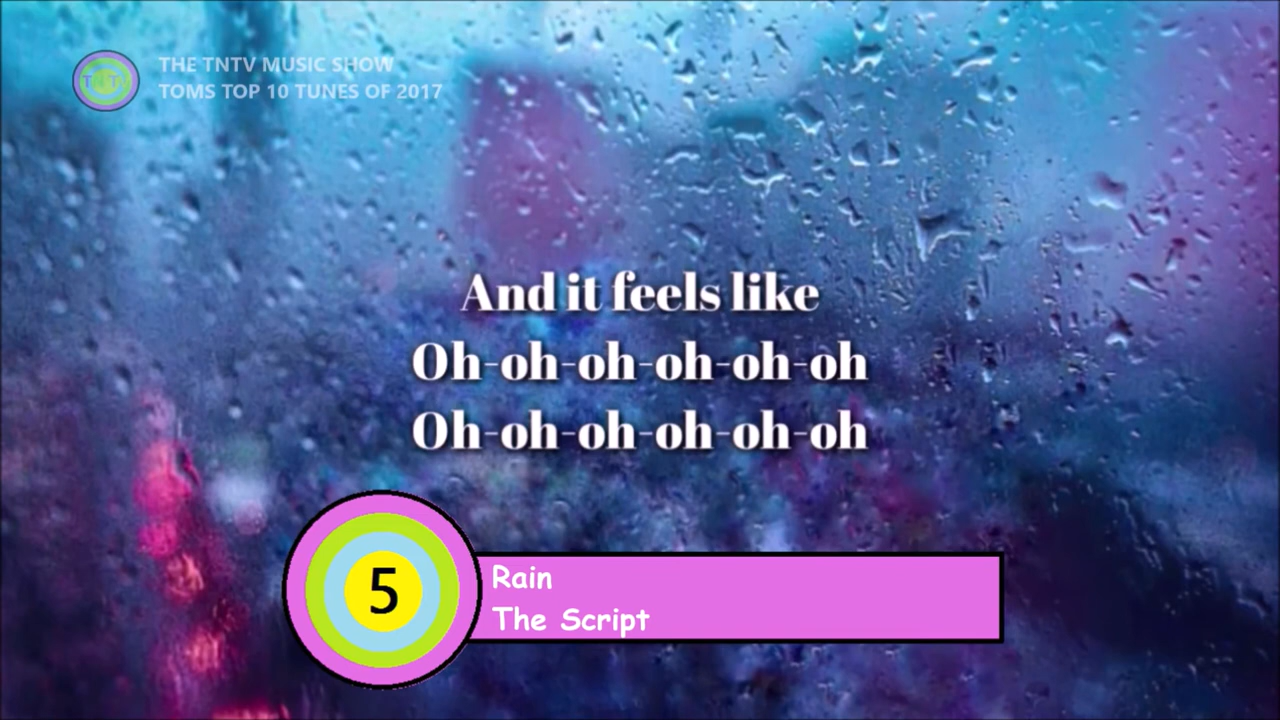 THE TNTV MUSIC SHOW
TOMS TOP 10 TUNES OF 2017
And it feels like
Oh-oh-oh-oh-oh-oh
Oh-oh-oh-oh-oh-oh
5
Rain
The Script